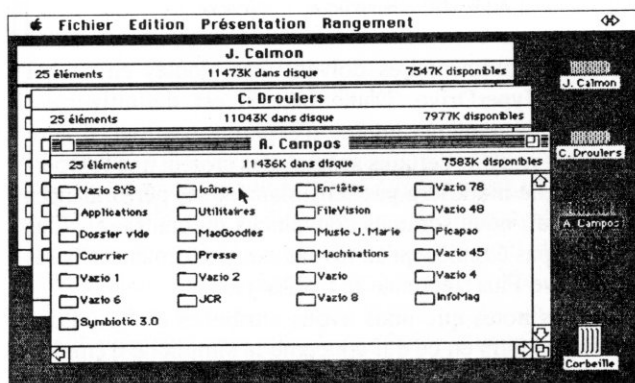 Fichier Edition Présentation Rangement
J. Calmon
25 éléments 11473K dans disque 7547K disponibles
C. Droulers
25 éléments 11043K dans disque 7977K disponibles
A. Campos
25 éléments 11436K dans disque 7583K disponibles
Vazio SYS Icônes En-têtes Vazio 78
Applications Utilitaires FileVision Vazio 48
Dossier vide MacGoodies Music J. Marie Picapao
Courrier Presse Machinations Vazio 45
Vazio 1 Vazio 2 Vazio Vazio 4
Vazio 6 JCR Vazio 8 InfoMag
Symbiotic 3.0
J. Calmon
C. Droulers
A. Campos
Corbeille